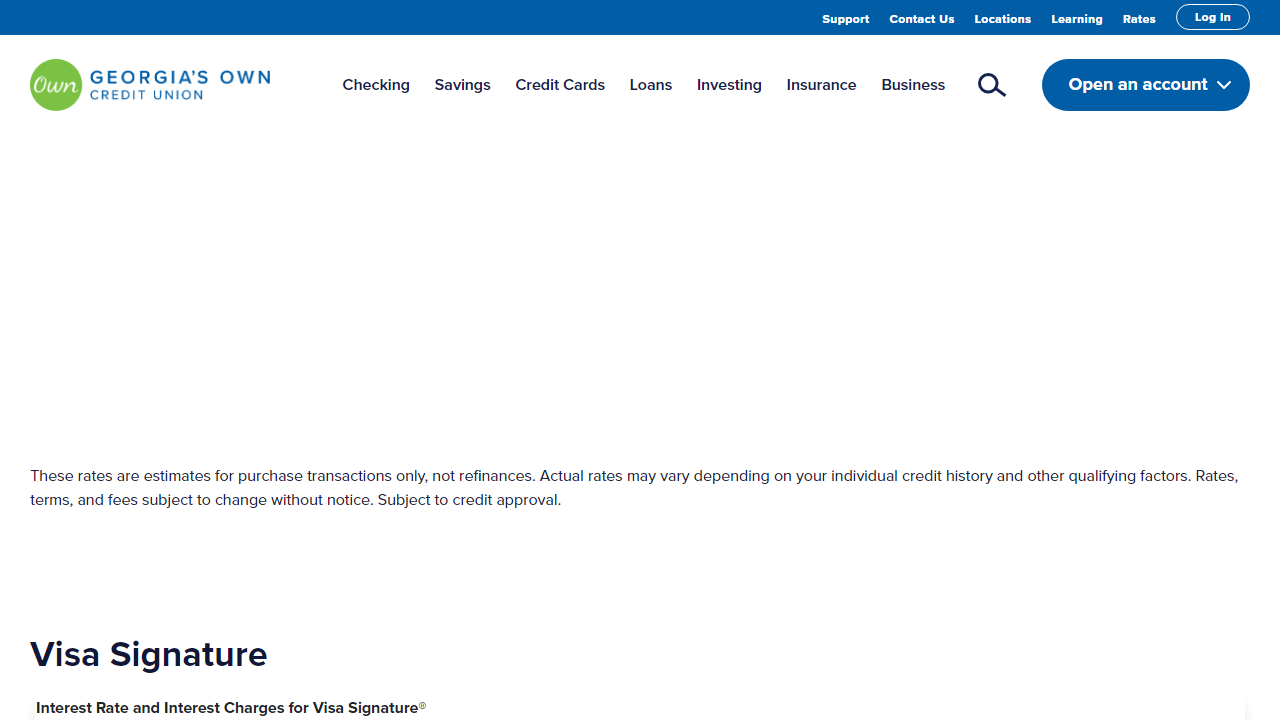 Support Contact Us Locations Learning Rates Log In
Own GEORGIA'S OWN
CREDIT UNION
Checking Savings Credit Cards Loans Investing Insurance Business Open an account
These rates are estimates for purchase transactions only, not refinances. Actual rates may vary depending on your individual credit history and other qualifying factors. Rates,
terms, and fees subject to change without notice. Subject to credit approval.
Visa Signature
Interest Rate and Interest Charges for Visa Signature®